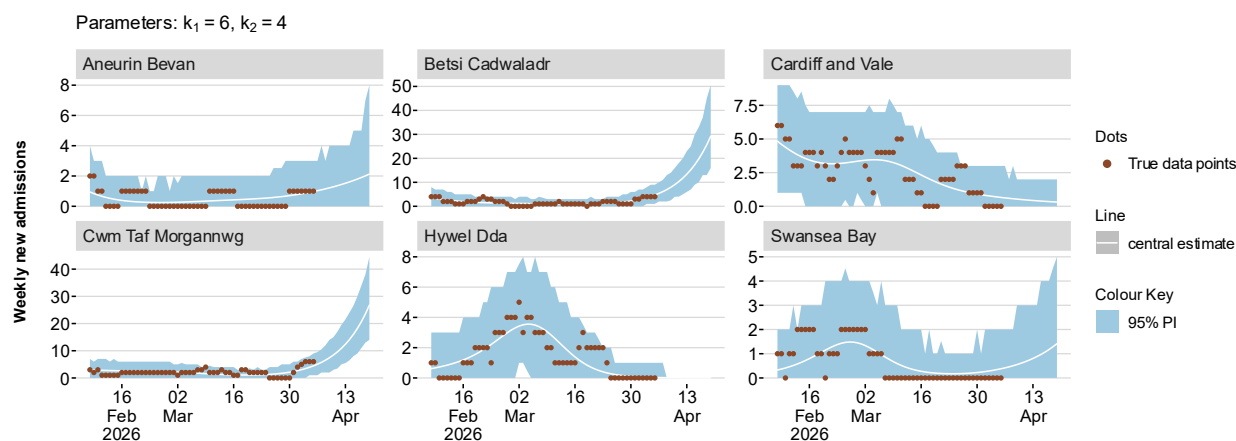 Parameters: k₁ = 6, k₂ = 4
Weekly new admissions
Aneurin Bevan
8
6
4
2
0
Betsi Cadwaladr
50
40
30
20
10
0
Cardiff and Vale
7.5
5.0
2.5
0.0
Cwm Taf Morgannwg
40
30
20
10
0
16 02 16 30 13
Feb Mar Apr
2026
Hywel Dda
8
6
4
2
0
16 02 16 30 13
Feb Mar Apr
2026
Swansea Bay
5
4
3
2
1
0
16 02 16 30 13
Feb Mar Apr
2026
Dots
True data points
Line
central estimate
Colour Key
95% PI